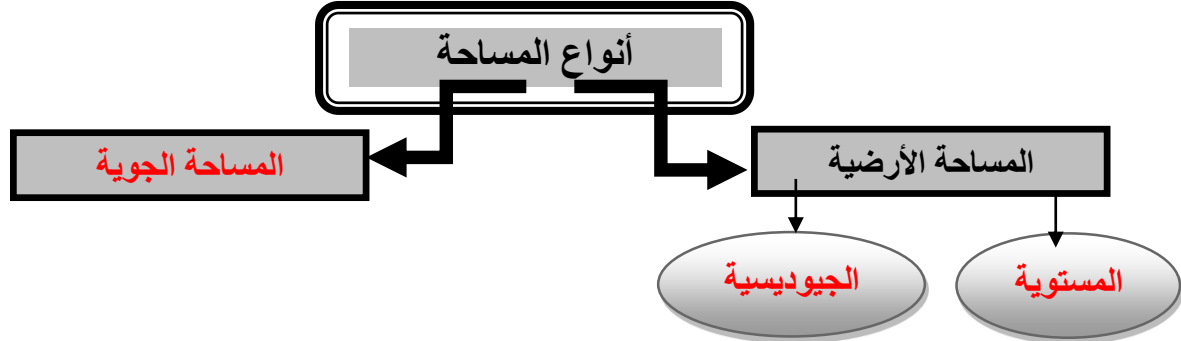 أنواع المساحة
المساحة الأرضية
المساحة الجوية
المستوية
الجيوديسية